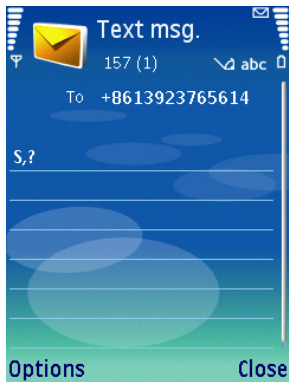 Text msg.
157 (1)
abc
To +8613923765614
S,?
Options
Close